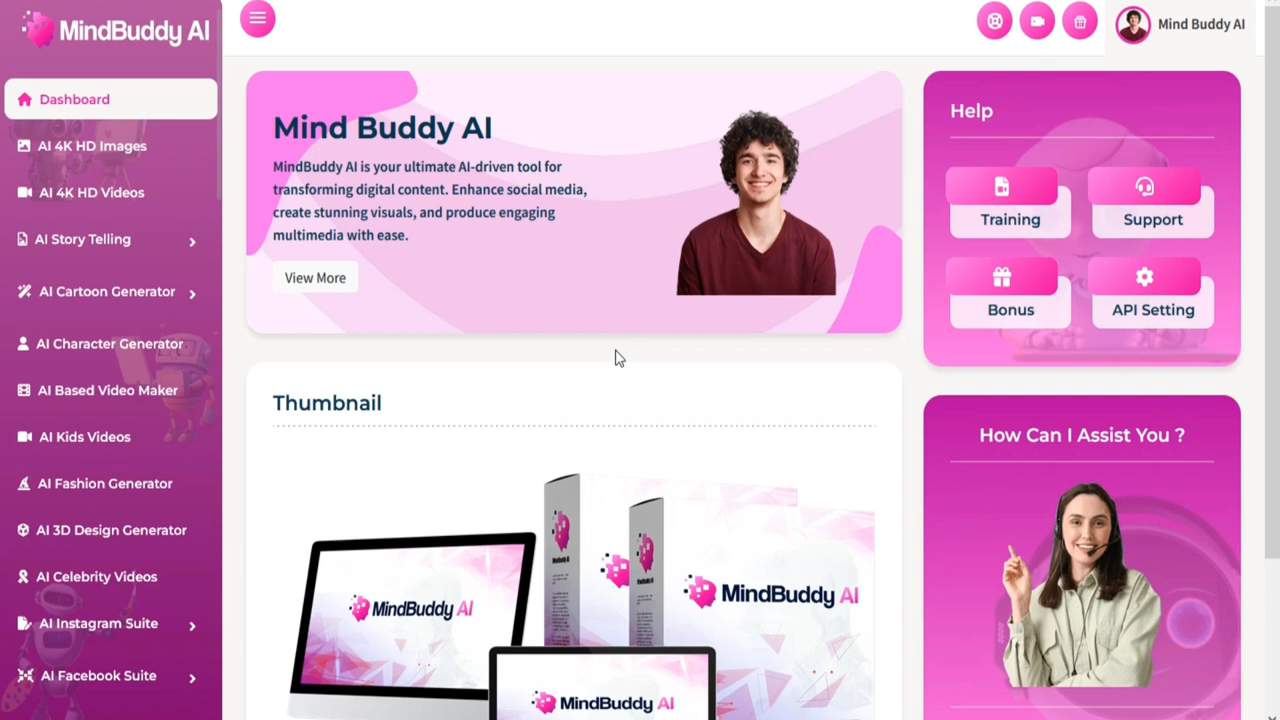 MindBuddy AI
Mind Buddy AI
Dashboard
AI 4K HD Images
AI 4K HD Videos
AI Story Telling
AI Cartoon Generator
AI Character Generator
AI Based Video Maker
AI Kids Videos
AI Fashion Generator
AI 3D Design Generator
AI Celebrity Videos
AI Instagram Suite
AI Facebook Suite
Mind Buddy AI
MindBuddy AI is your ultimate AI-driven tool for
transforming digital content. Enhance social media,
create stunning visuals, and produce engaging
multimedia with ease.
View More
Thumbnail
MindBuddy AI
MindBuddy AI
MindBuddy AI
Help
Training
Support
Bonus
API Setting
How Can I Assist You ?